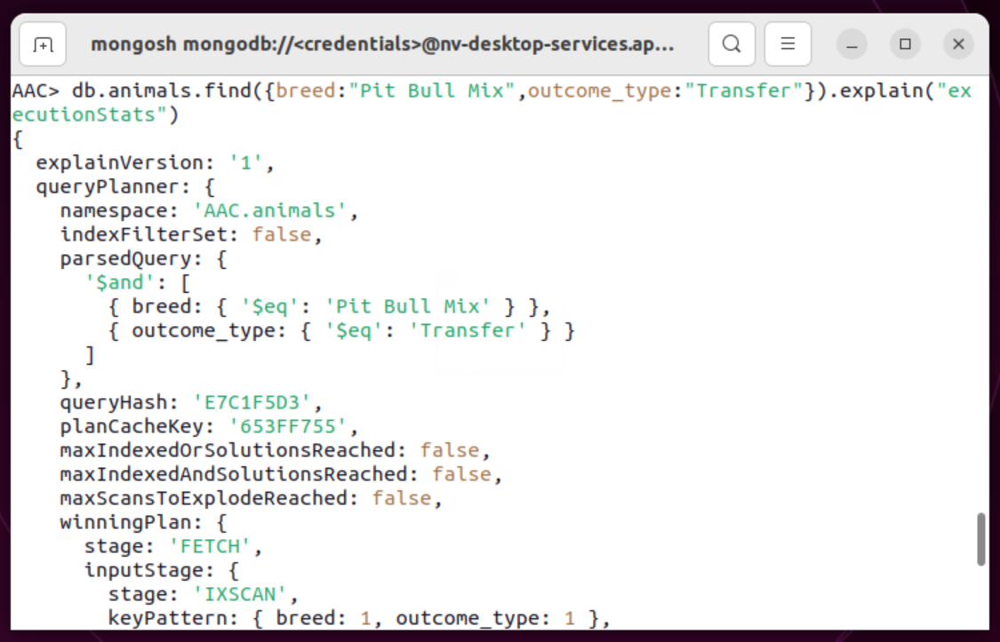 mongosh mongodb://<credentials>@nv-desktop-services.ap...
AAC> db.animals.find({breed:"Pit Bull Mix",outcome_type:"Transfer"}).explain("ex
ecutionStats")
{
  explainVersion: '1',
  queryPlanner: {
    namespace: 'AAC.animals',
    indexFilterSet: false,
    parsedQuery: {
      '$and': [
        { breed: { '$eq': 'Pit Bull Mix' } },
        { outcome_type: { '$eq': 'Transfer' } }
      ]
    },
    queryHash: 'E7C1F5D3',
    planCacheKey: '653FF755',
    maxIndexedOrSolutionsReached: false,
    maxIndexedAndSolutionsReached: false,
    maxScansToExplodeReached: false,
    winningPlan: {
      stage: 'FETCH',
      inputStage: {
        stage: 'IXSCAN',
        keyPattern: { breed: 1, outcome_type: 1 },